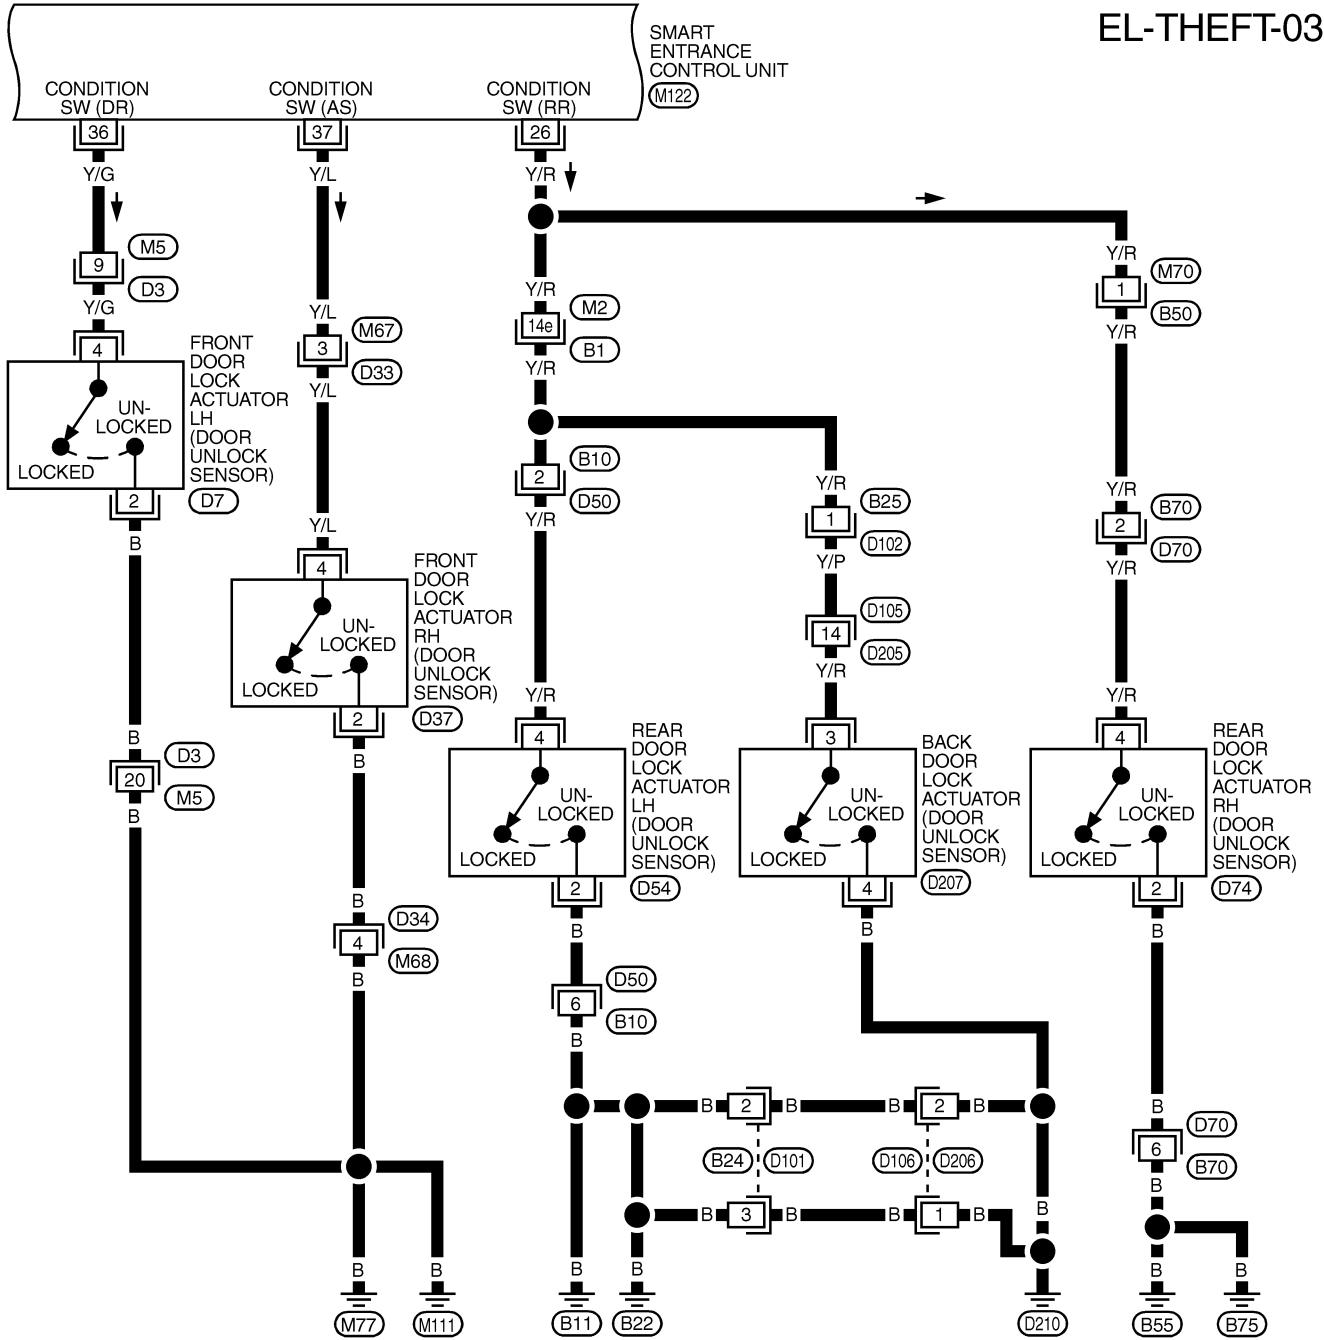 EL-THEFT-03
SMART
ENTRANCE
CONTROL UNIT
M122
CONDITION
SW (DR)
CONDITION
SW (AS)
CONDITION
SW (RR)
36
37
26
Y/G
Y/L
Y/R
M5
9
D3
Y/G
4
FRONT
DOOR
LOCK
ACTUATOR
LH
(DOOR
UNLOCK
SENSOR)
D7
UN-
LOCKED
LOCKED
2
B
B
D3
20
M5
B
Y/L
M67
3
D33
Y/L
Y/L
4
FRONT
DOOR
LOCK
ACTUATOR
RH
(DOOR
UNLOCK
SENSOR)
D37
UN-
LOCKED
LOCKED
2
B
B
D34
4
M68
B
B
B
M77
M111
Y/R
M2
14e
B1
Y/R
B10
2
D50
Y/R
Y/R
4
REAR
DOOR
LOCK
ACTUATOR
LH
(DOOR
UNLOCK
SENSOR)
D54
UN-
LOCKED
LOCKED
2
B
D50
6
B10
B
B
B
B11
B22
Y/R
B25
1
D102
Y/P
D105
14
D205
Y/R
3
BACK
DOOR
LOCK
ACTUATOR
(DOOR
UNLOCK
SENSOR)
D207
UN-
LOCKED
LOCKED
4
B
B 2 B B 2 B
B24 D101 D106 D206
B 3 B B 1 B
B
B
D210
Y/R
M70
1
B50
Y/R
Y/R
B70
2
D70
Y/R
Y/R
4
REAR
DOOR
LOCK
ACTUATOR
RH
(DOOR
UNLOCK
SENSOR)
D74
UN-
LOCKED
LOCKED
2
B
B
D70
6
B70
B
B
B
B55
B75